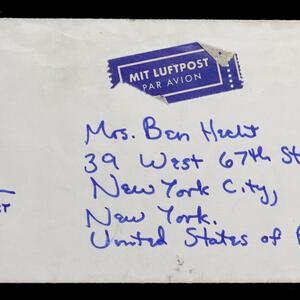 MIT LUFTPOST
PAR AVION
Mrs. Ben Hecht
39 West 67th St
New York City,
New York.
United States of